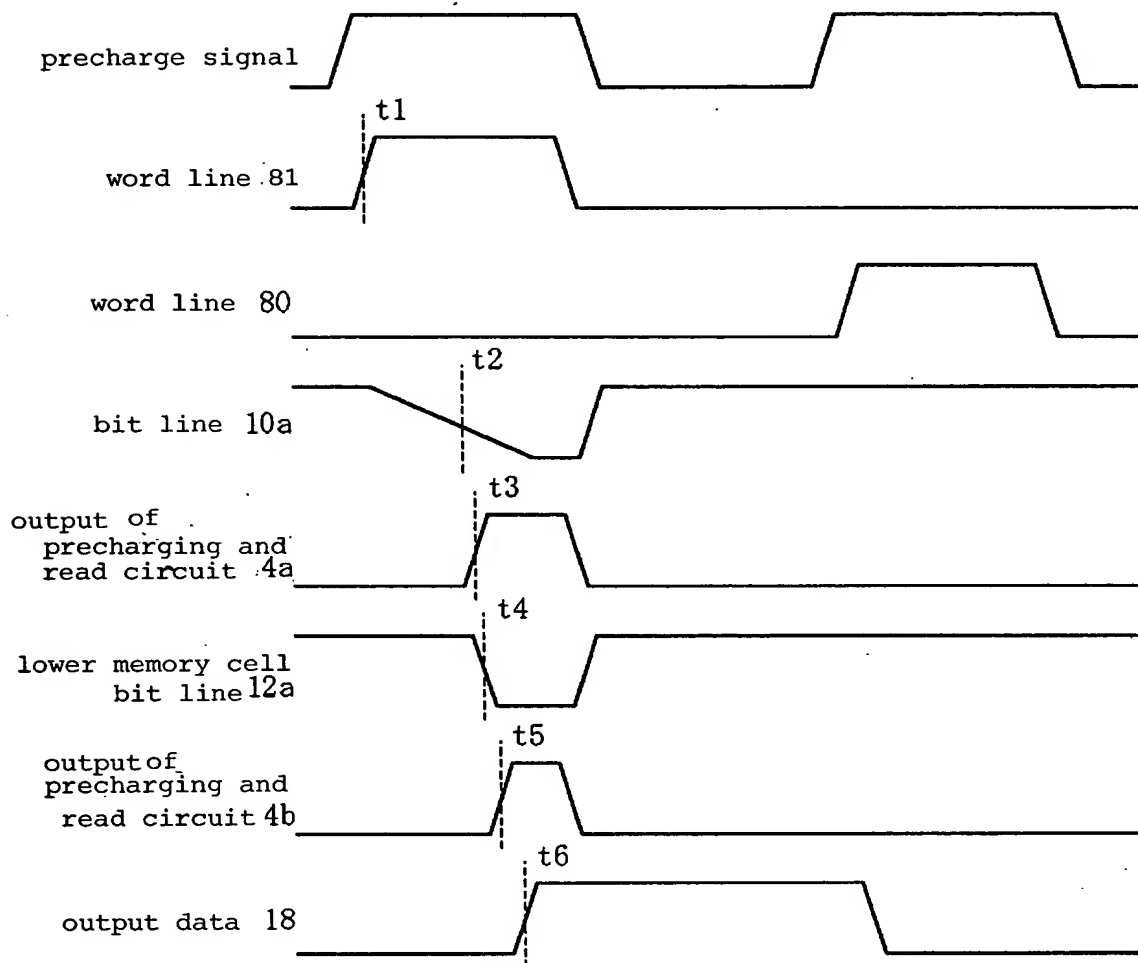 precharge signal
t1
word line 81
word line 80
t2
bit line 10a
t3
output of
precharging and
read circuit 4a
t4
lower memory cell
bit line 12a
t5
output of
precharging and
read circuit 4b
t6
output data 18